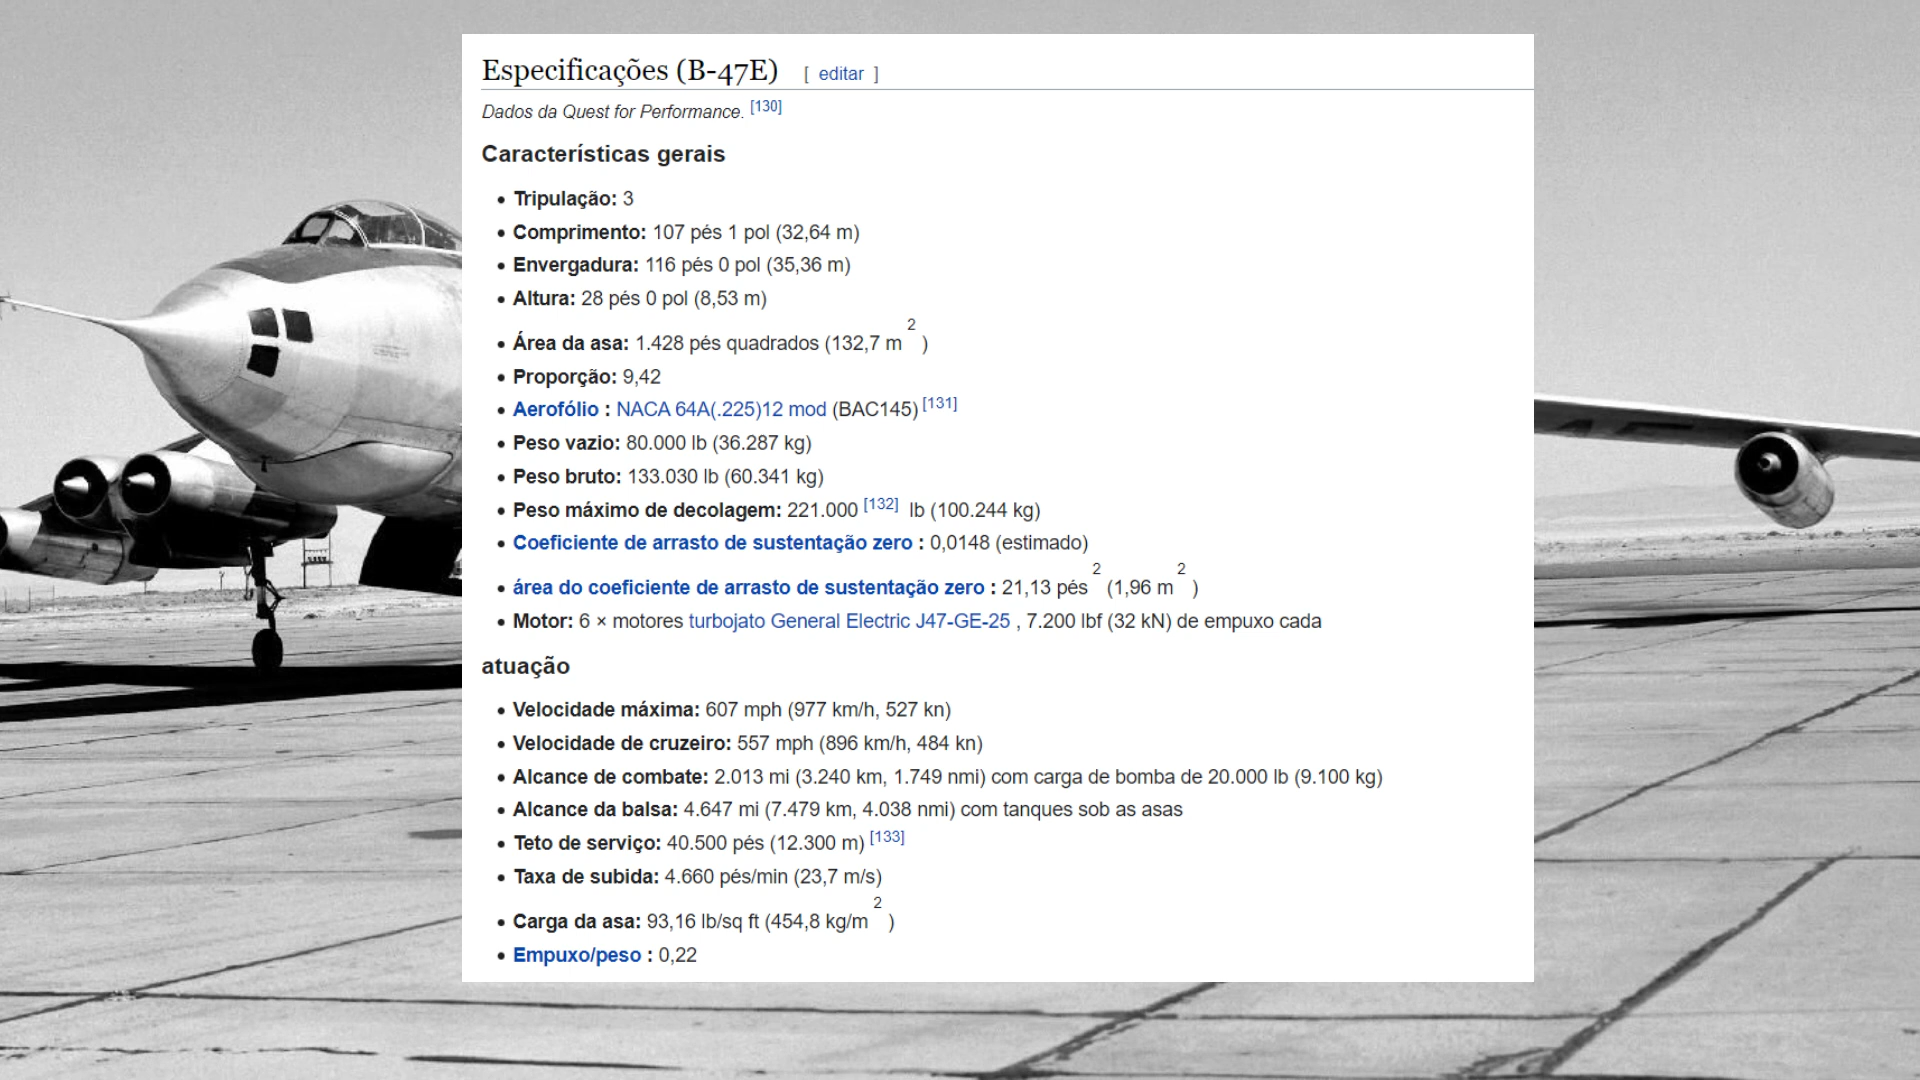 Especificações (B-47E) [ editar ]
Dados da Quest for Performance. [130]
Características gerais
• Tripulação: 3
• Comprimento: 107 pés 1 pol (32,64 m)
• Envergadura: 116 pés 0 pol (35,36 m)
• Altura: 28 pés 0 pol (8,53 m)
• Área da asa: 1.428 pés quadrados (132,7 m 2 )
• Proporção: 9,42
• Aerofólio : NACA 64A(.225)12 mod (BAC145) [131]
• Peso vazio: 80.000 lb (36.287 kg)
• Peso bruto: 133.030 lb (60.341 kg)
• Peso máximo de decolagem: 221.000 [132] lb (100.244 kg)
• Coeficiente de arrasto de sustentação zero : 0,0148 (estimado)
• área do coeficiente de arrasto de sustentação zero : 21,13 pés 2 (1,96 m 2 )
• Motor: 6 × motores turbojato General Electric J47-GE-25 , 7.200 lbf (32 kN) de empuxo cada
atuação
• Velocidade máxima: 607 mph (977 km/h, 527 kn)
• Velocidade de cruzeiro: 557 mph (896 km/h, 484 kn)
• Alcance de combate: 2.013 mi (3.240 km, 1.749 nmi) com carga de bomba de 20.000 lb (9.100 kg)
• Alcance da balsa: 4.647 mi (7.479 km, 4.038 nmi) com tanques sob as asas
• Teto de serviço: 40.500 pés (12.300 m) [133]
• Taxa de subida: 4.660 pés/min (23,7 m/s)
• Carga da asa: 93,16 lb/sq ft (454,8 kg/m 2 )
• Empuxo/peso : 0,22